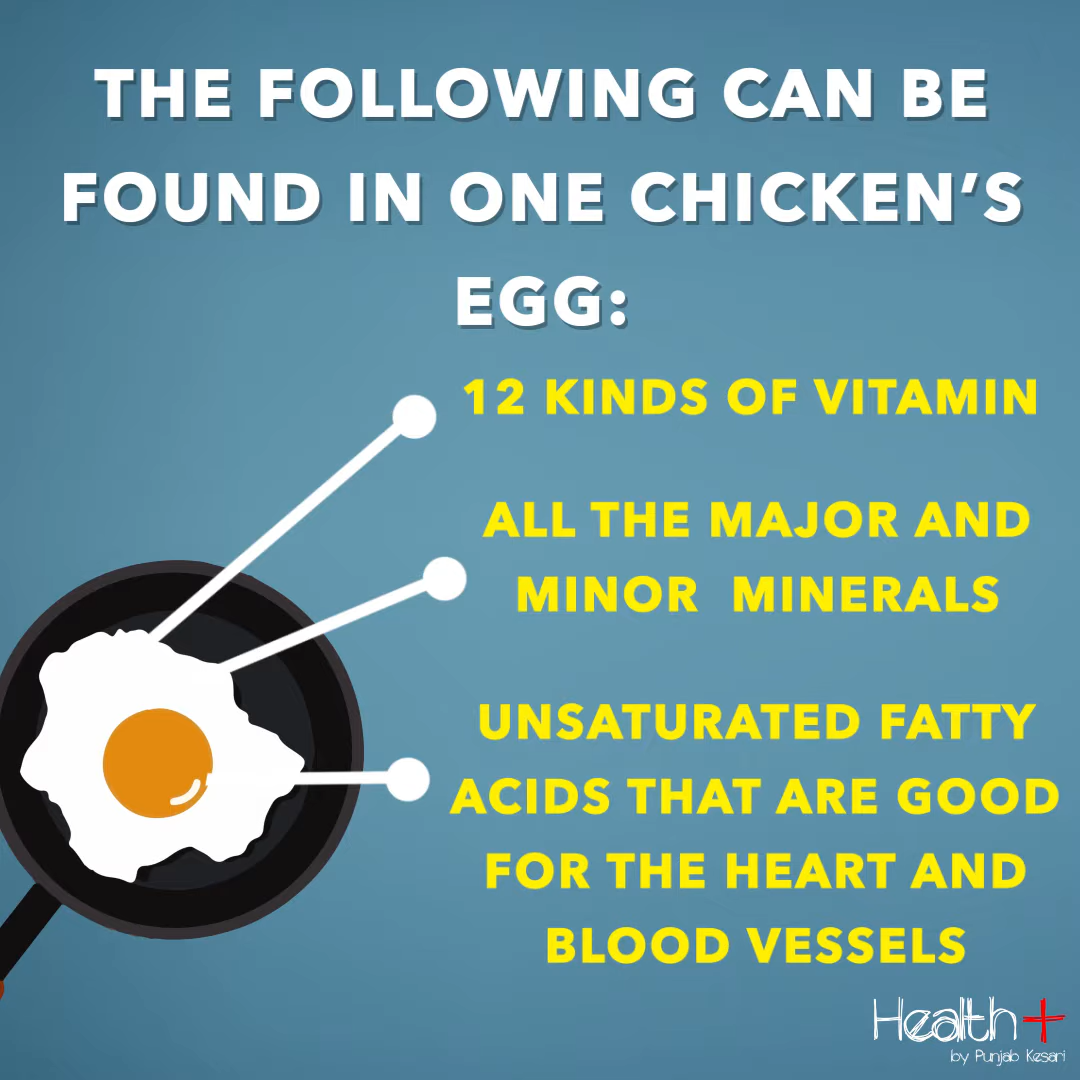 THE FOLLOWING CAN BE
FOUND IN ONE CHICKEN’S
EGG:
12 KINDS OF VITAMIN
ALL THE MAJOR AND
MINOR MINERALS
UNSATURATED FATTY
ACIDS THAT ARE GOOD
FOR THE HEART AND
BLOOD VESSELS
Health+
by Punjab Kesari